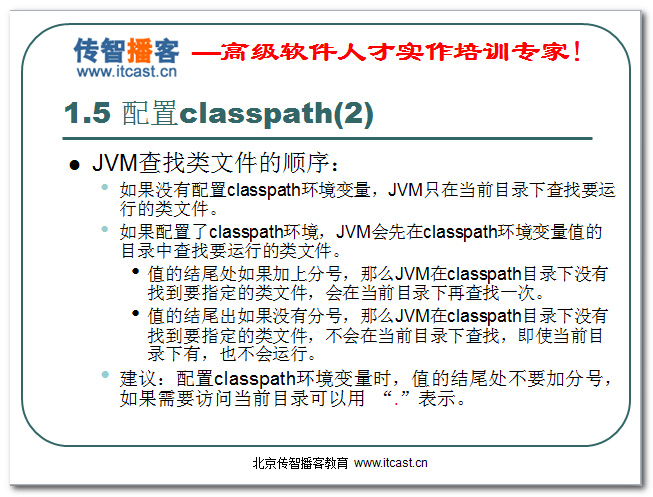 传智播客 —高级软件人才实作培训专家!
www.itcast.cn
1.5 配置classpath(2)
JVM查找类文件的顺序：
如果没有配置classpath环境变量，JVM只在当前目录下查找要运
行的类文件。
如果配置了classpath环境，JVM会先在classpath环境变量值的
目录中查找要运行的类文件。
值的结尾处如果加上分号，那么JVM在classpath目录下没有
找到要指定的类文件，会在当前目录下再查找一次。
值的结尾出如果没有分号，那么JVM在classpath目录下没有
找到要指定的类文件，不会在当前目录下查找，即使当前目
录下有，也不会运行。
建议：配置classpath环境变量时，值的结尾处不要加分号，
如果需要访问当前目录可以用 “.”表示。
北京传智播客教育 www.itcast.cn